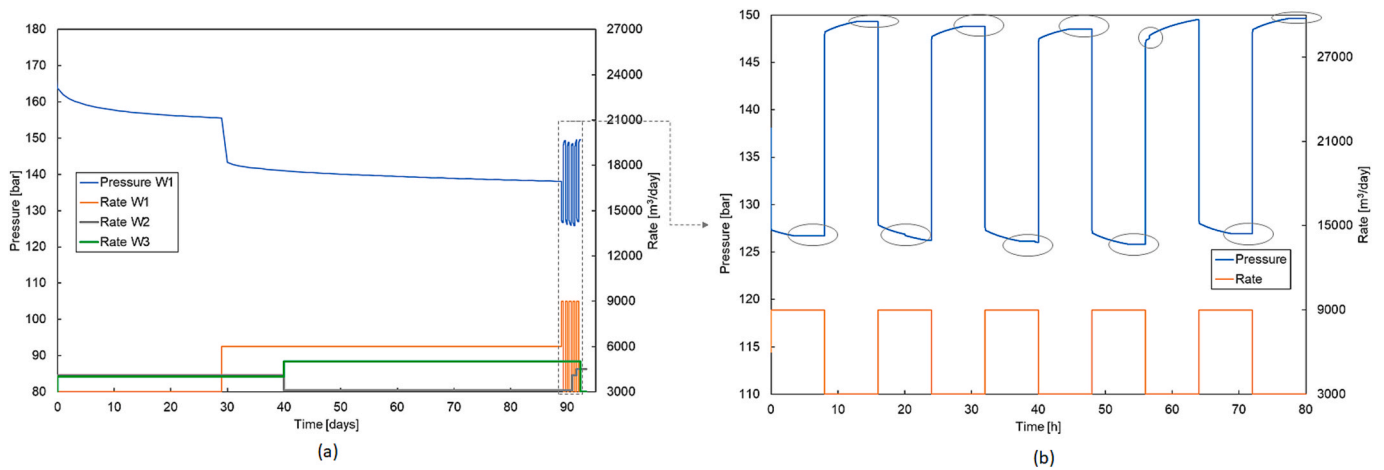 180
170
160
150
140
130
120
110
100
90
80
Pressure [bar]
27000
24000
21000
18000
15000
12000
9000
6000
3000
Rate [m³/day]
Pressure W1
Rate W1
Rate W2
Rate W3
0 10 20 30 40 50 60 70 80 90
Time [days]
(a)
150
145
140
135
130
125
120
115
110
Pressure [bar]
27000
21000
15000
9000
3000
Rate [m³/day]
Pressure
Rate
0 10 20 30 40 50 60 70 80
Time [h]
(b)